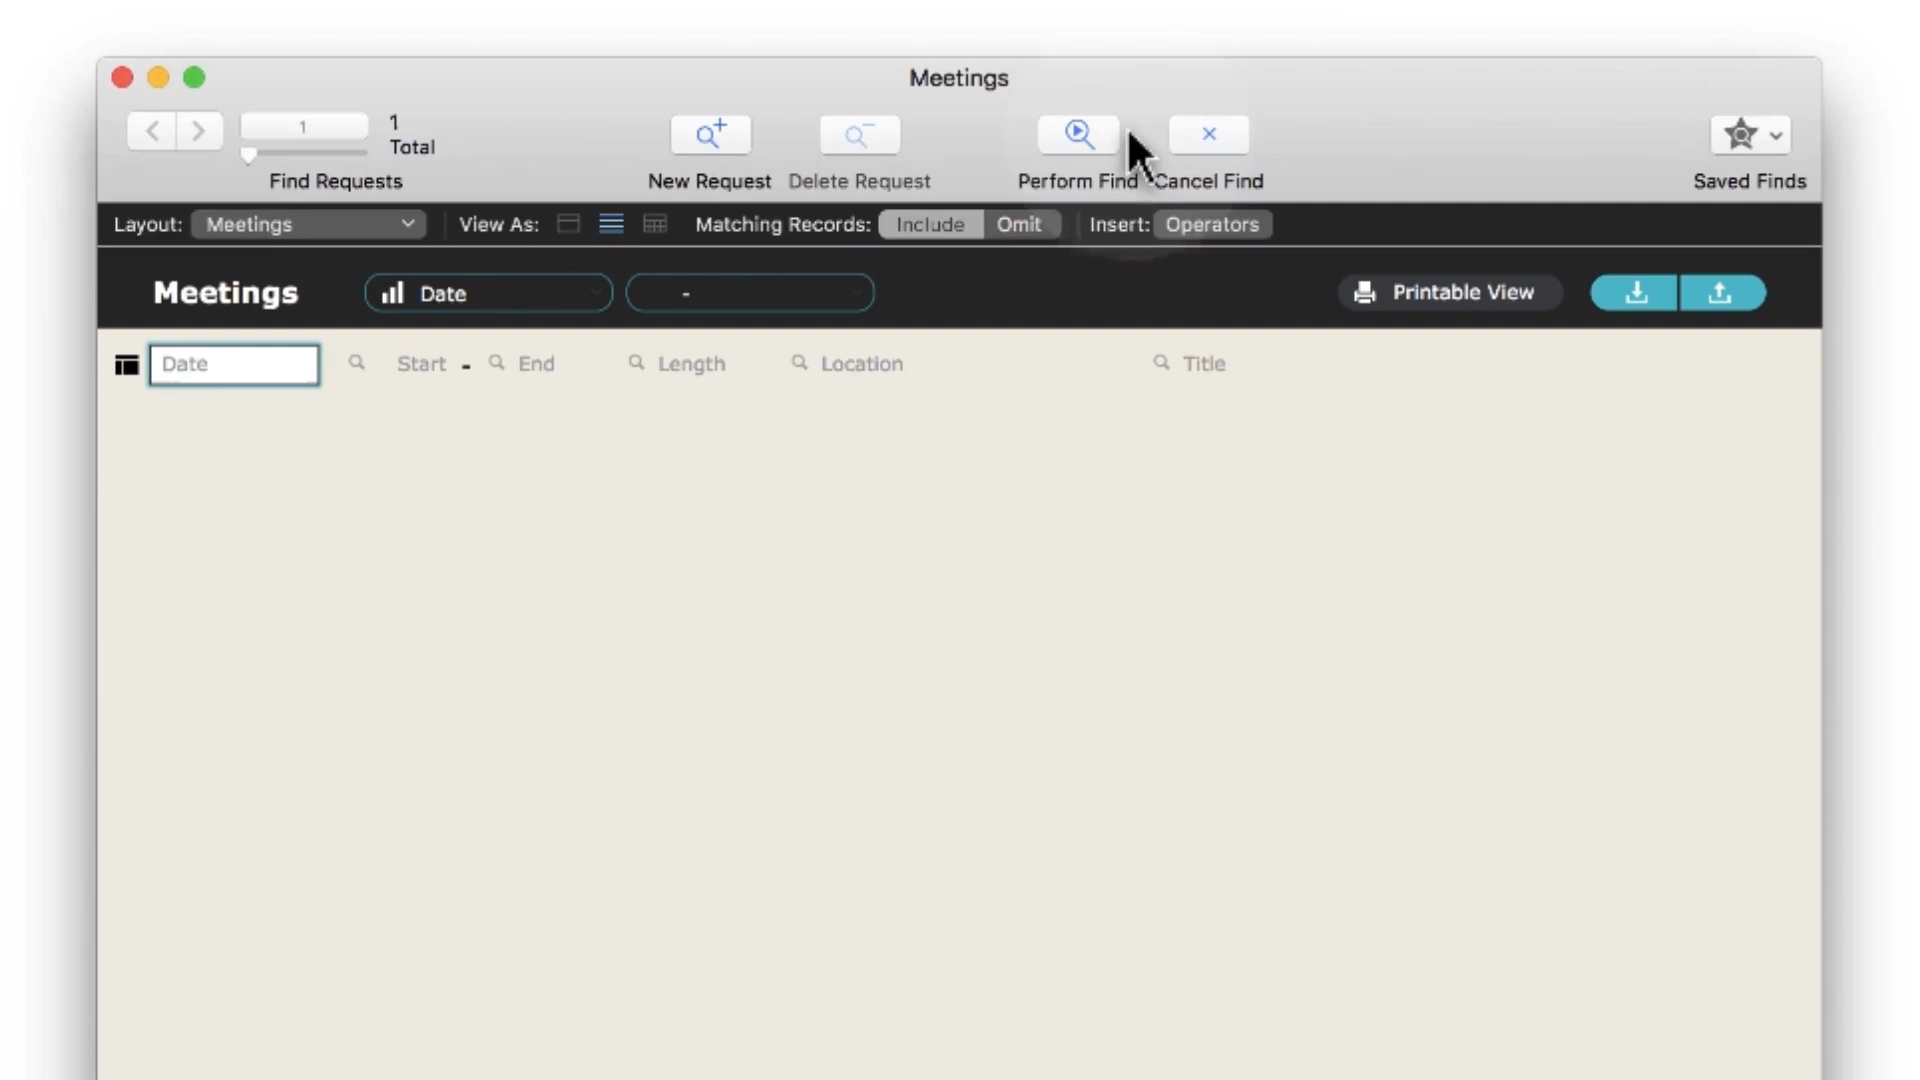 Meetings
1
1
Total
Find Requests
New Request
Delete Request
Perform Find
Cancel Find
Saved Finds
Layout: Meetings View As: Matching Records: Include Omit Insert: Operators
Meetings Date - Printable View
Date Start - End Length Location Title